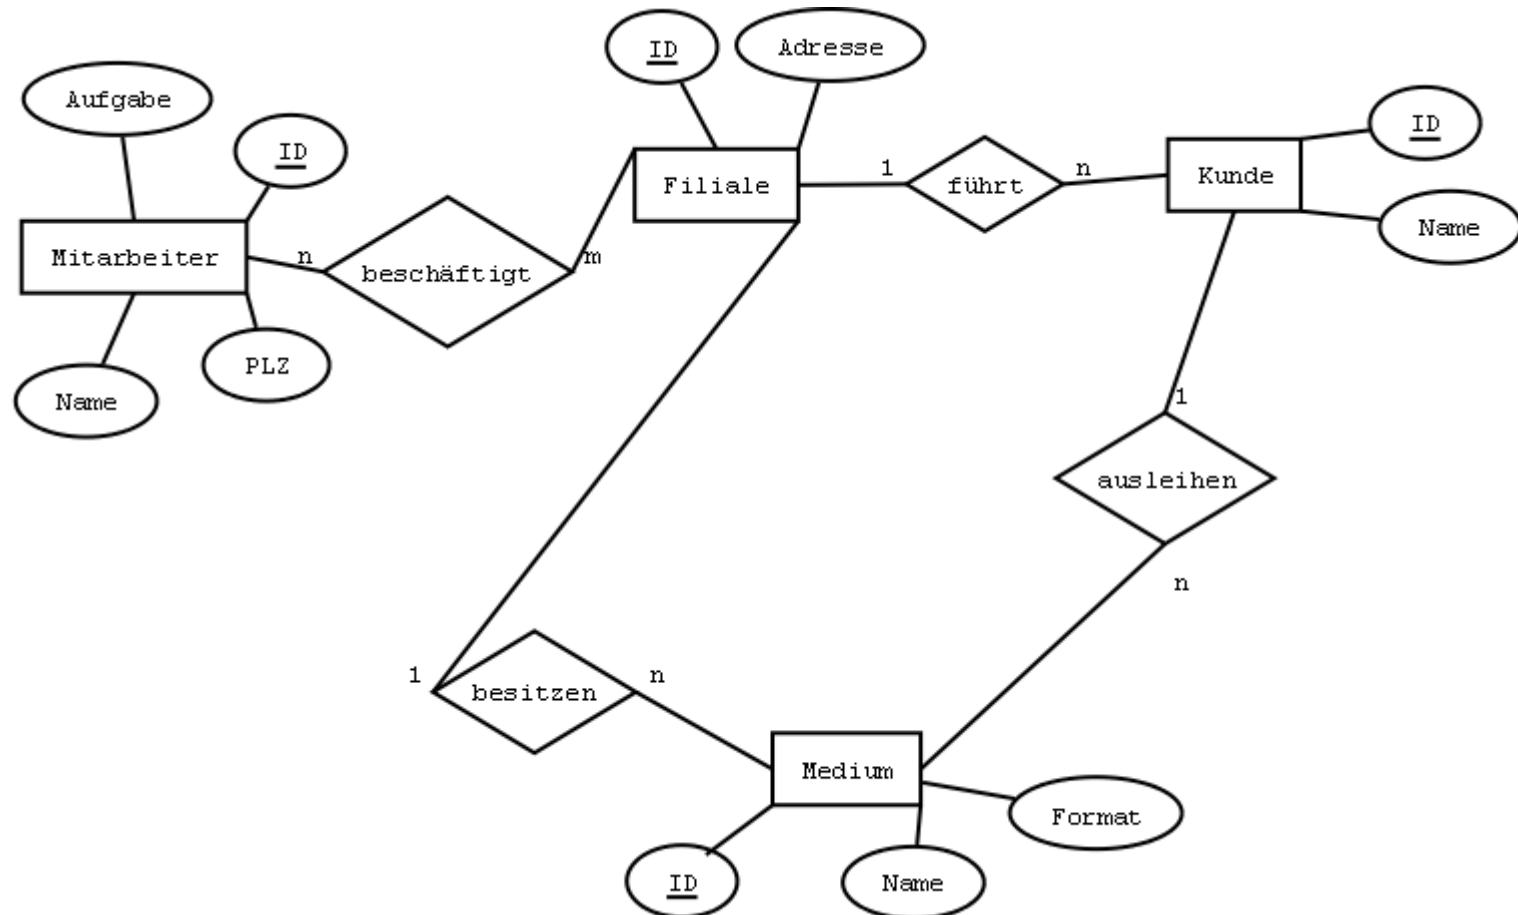 ID
Adresse
Aufgabe
ID
ID
Filiale
1
führt
n
Kunde
Name
Mitarbeiter
n
beschäftigt
m
PLZ
Name
1
ausleihen
n
1
besitzen
n
Medium
Format
ID
Name